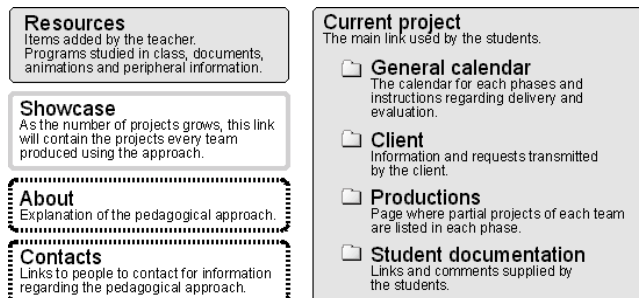 Resources
Items added by the teacher.
Programs studied in class, documents,
animations and peripheral information.
Showcase
As the number of projects grows, this link
will contain the projects every team
produced using the approach.
About
Explanation of the pedagogical approach.
Contacts
Links to people to contact for information
regarding the pedagogical approach.
Current project
The main link used by the students.
General calendar
The calendar for each phases and
instructions regarding delivery and
evaluation.
Client
Information and requests transmitted
by the client.
Productions
Page where partial projects of each team
are listed in each phase.
Student documentation
Links and comments supplied by
the students.